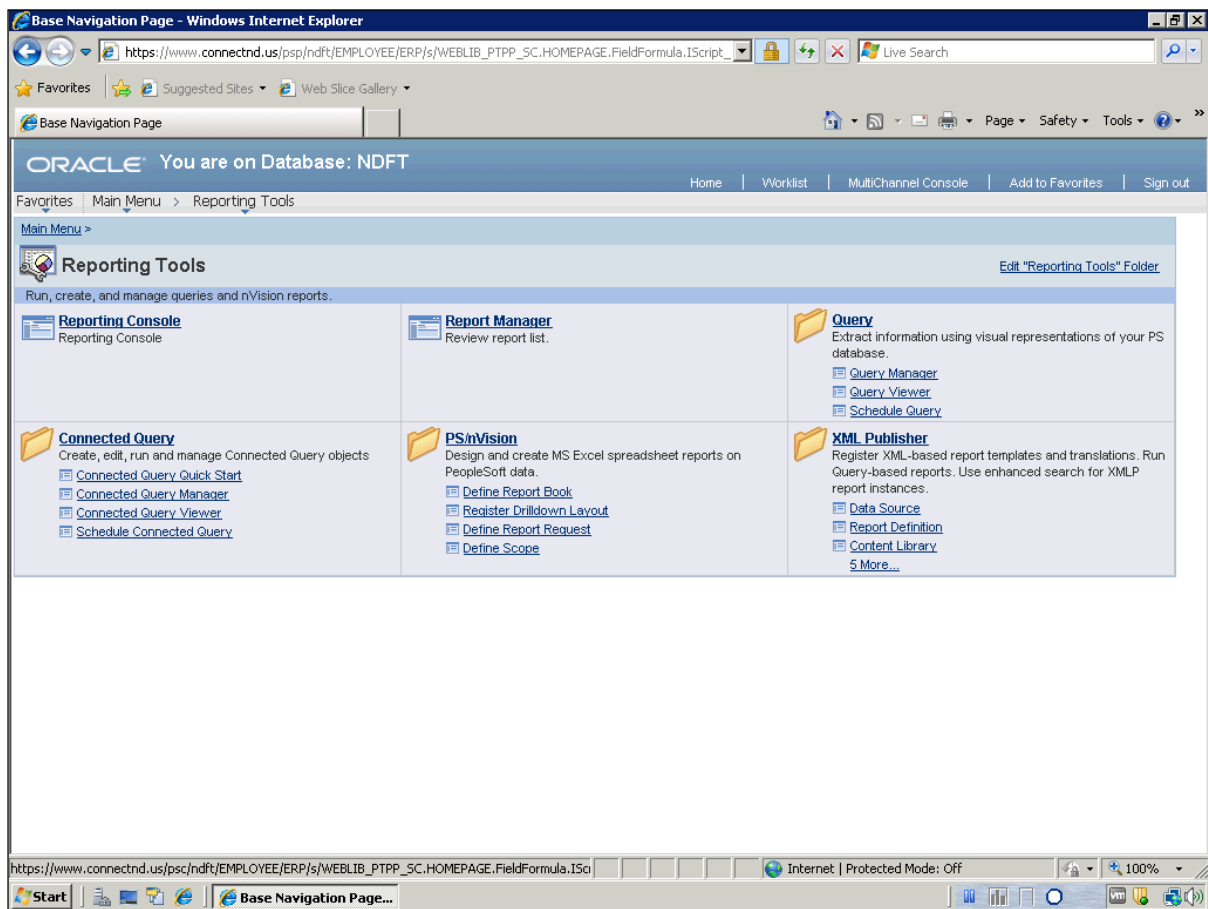 Base Navigation Page - Windows Internet Explorer
https://www.connectnd.us/psp/ndft/EMPLOYEE/ERP/s/WEBLIB_PTPP_SC.HOMEPAGE.FieldFormula.IScript_
Live Search
Favorites
Suggested Sites
Web Slice Gallery
Base Navigation Page
Page
Safety
Tools
ORACLE
You are on Database: NDFT
Home | Worklist | MultiChannel Console | Add to Favorites | Sign out
Favorites Main Menu > Reporting Tools
Main Menu >
Reporting Tools
Edit "Reporting Tools" Folder
Run, create, and manage queries and nVision reports.
Reporting Console
Reporting Console
Report Manager
Review report list.
Query
Extract information using visual representations of your PS
database.
Query Manager
Query Viewer
Schedule Query
Connected Query
Create, edit, run and manage Connected Query objects
Connected Query Quick Start
Connected Query Manager
Connected Query Viewer
Schedule Connected Query
PS/nVision
Design and create MS Excel spreadsheet reports on
PeopleSoft data.
Define Report Book
Register Drilldown Layout
Define Report Request
Define Scope
XML Publisher
Register XML-based report templates and translations. Run
Query-based reports. Use enhanced search for XMLP
report instances.
Data Source
Report Definition
Content Library
5 More...
https://www.connectnd.us/psc/ndft/EMPLOYEE/ERP/s/WEBLIB_PTPP_SC.HOMEPAGE.FieldFormula.IScr
Internet | Protected Mode: Off
100%
Start
Base Navigation Page...